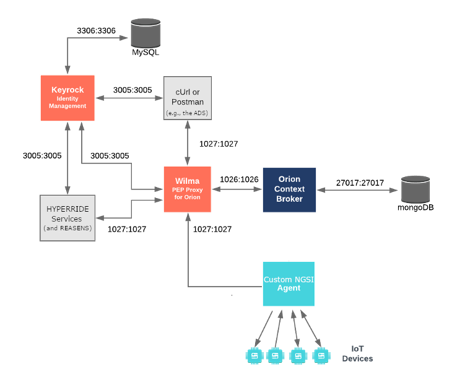 3306:3306
MySQL
Keyrock
Identity
Management
3005:3005
cUrl or
Postman
(e.g... the ADS)
3005:3005
3005:3005
1027:1027
Wilma
PEP Proxy
for Orion
1026:1026
Orion
Context
Broker
27017:27017
mongoDB
HYPERRIDE
Services
(and REASENS)
1027:1027
1027:1027
Custom NGSI
Agent
IoT
Devices